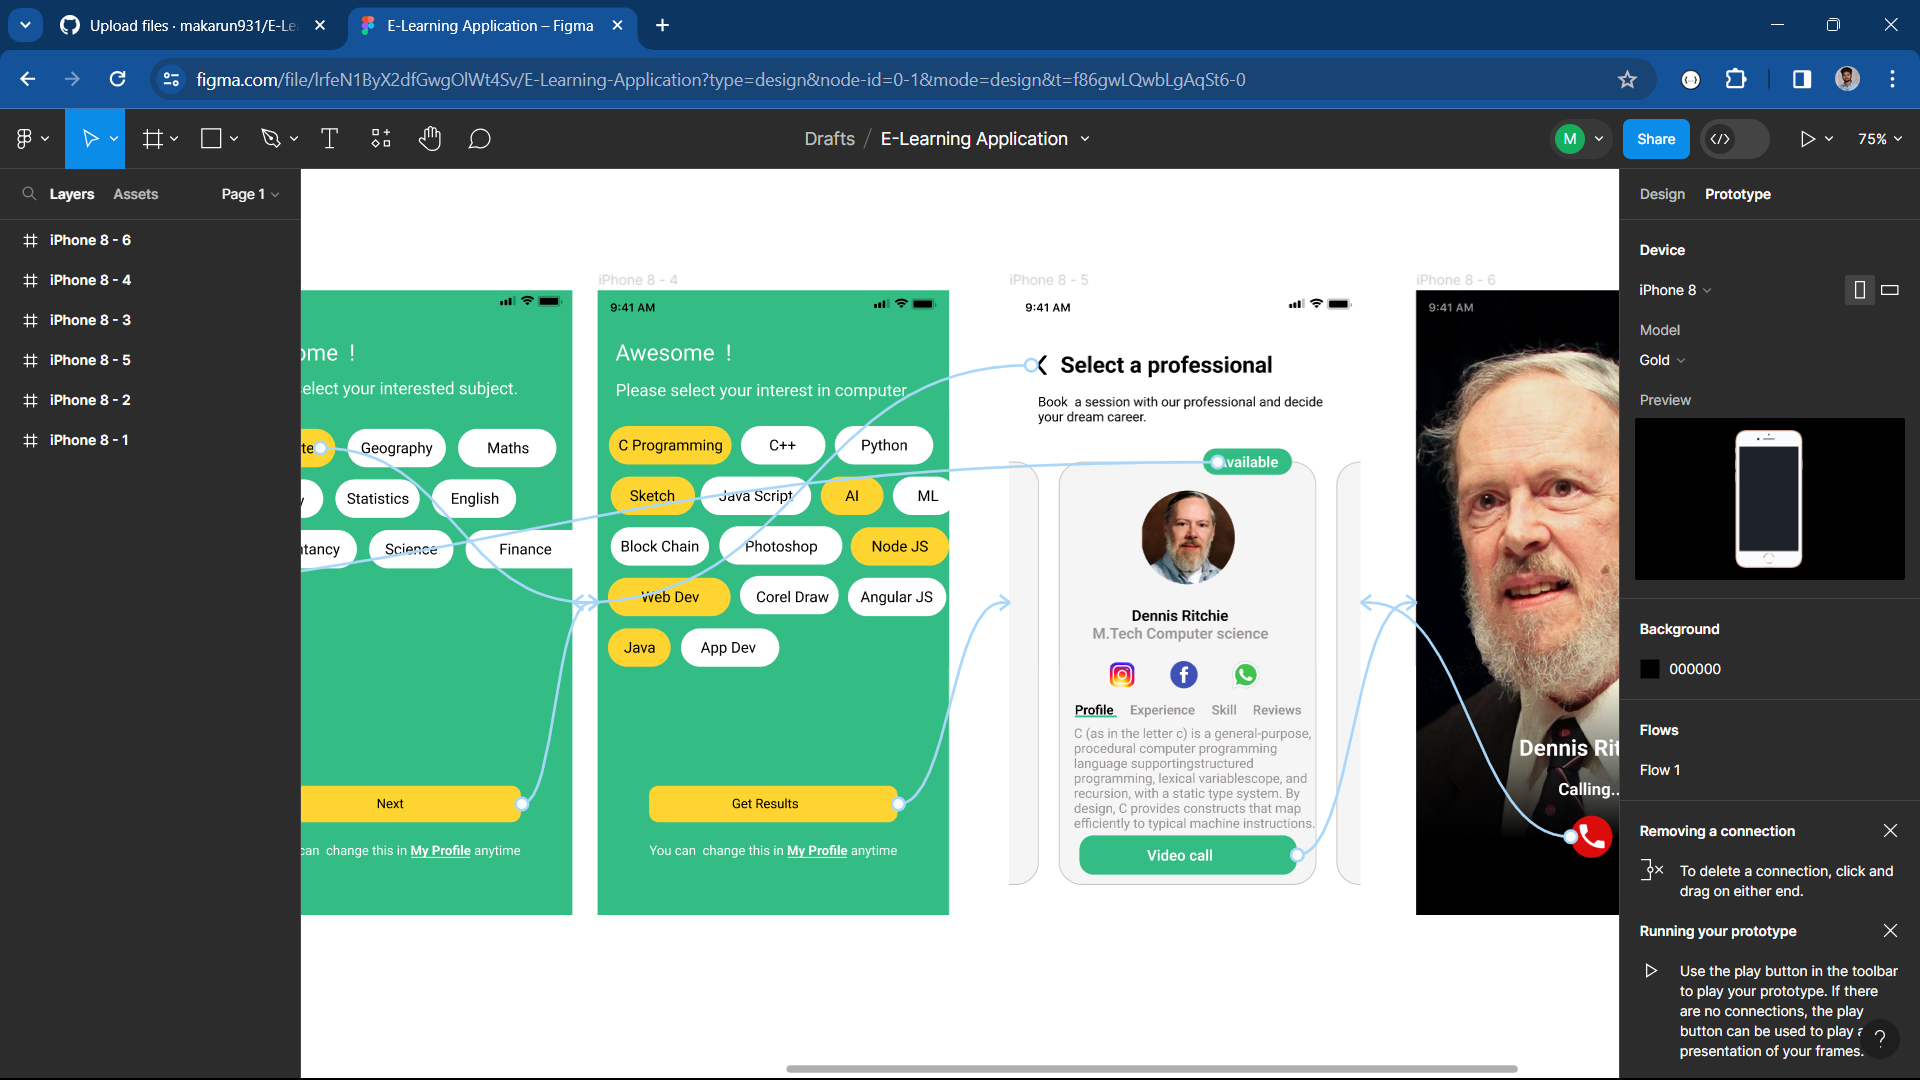 Upload files · makarun931/E-Le
E-Learning Application – Figma
figma.com/file/lrfeN1ByX2dfGwgOlWt4Sv/E-Learning-Application?type=design&node-id=0-1&mode=design&t=f86gwLQwbLgAqSt6-0
Drafts / E-Learning Application
M
Share
75%
Layers
Assets
Page 1
iPhone 8 - 6
iPhone 8 - 4
iPhone 8 - 3
iPhone 8 - 5
iPhone 8 - 2
iPhone 8 - 1
ome !
elect your interested subject.
te
Geography
Maths
y
Statistics
English
ntancy
Science
Finance
Next
can change this in My Profile anytime
iPhone 8 - 4
9:41 AM
Awesome !
Please select your interest in computer.
C Programming
C++
Python
Sketch
Java Script
AI
ML
Block Chain
Photoshop
Node JS
Web Dev
Corel Draw
Angular JS
Java
App Dev
Get Results
You can change this in My Profile anytime
iPhone 8 - 5
9:41 AM
Select a professional
Book a session with our professional and decide
your dream career.
vailable
Dennis Ritchie
M.Tech Computer science
Profile
Experience
Skill
Reviews
C (as in the letter c) is a general-purpose,
procedural computer programming
language supportingstructured
programming, lexical variablescope, and
recursion, with a static type system. By
design, C provides constructs that map
efficiently to typical machine instructions.
Video call
iPhone 8 - 6
9:41 AM
Dennis Rit
Calling..
Design
Prototype
Device
iPhone 8
Model
Gold
Preview
Background
000000
Flows
Flow 1
Removing a connection
To delete a connection, click and
drag on either end.
Running your prototype
Use the play button in the toolbar
to play your prototype. If there
are no connections, the play
button can be used to play a
presentation of your frames.
?